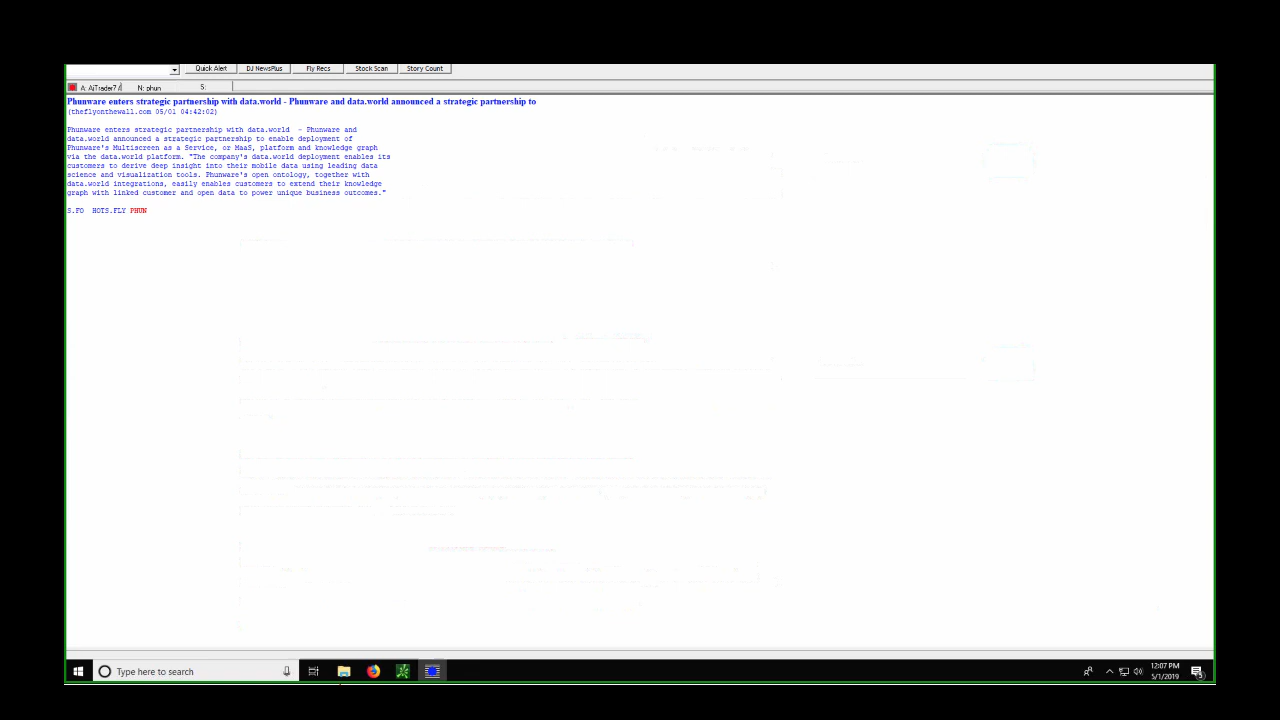 Quick Alert DJ NewsPlus Fly Recs Stock Scan Story Count
A: AiTrader7 / N: phun S:
Phunware enters strategic partnership with data.world - Phunware and data.world announced a strategic partnership to
(theflyonthewall.com 05/01 04:42:02)
Phunware enters strategic partnership with data.world - Phunware and
data.world announced a strategic partnership to enable deployment of
Phunware's Multiscreen as a Service, or MaaS, platform and knowledge graph
via the data.world platform. "The company's data.world deployment enables its
customers to derive deep insight into their mobile data using leading data
science and visualization tools. Phunware's open ontology, together with
data.world integrations, easily enables customers to extend their knowledge
graph with linked customer and open data to power unique business outcomes."
S.FO HOTS.FLY PHUN
Type here to search
12:07 PM
5/1/2019